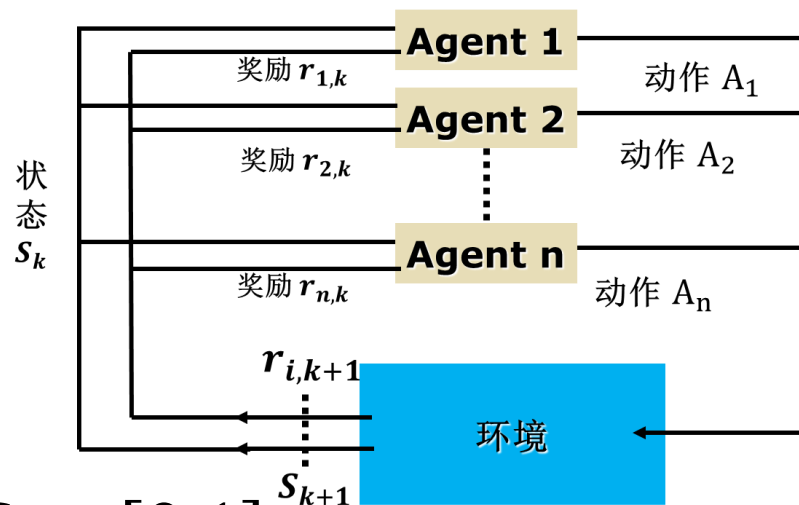 Agent 1
奖励 r1,k
动作 A1
Agent 2
奖励 r2,k
动作 A2
状态
sk
Agent n
奖励 rn,k
动作 An
ri,k+1
环境
sk+1